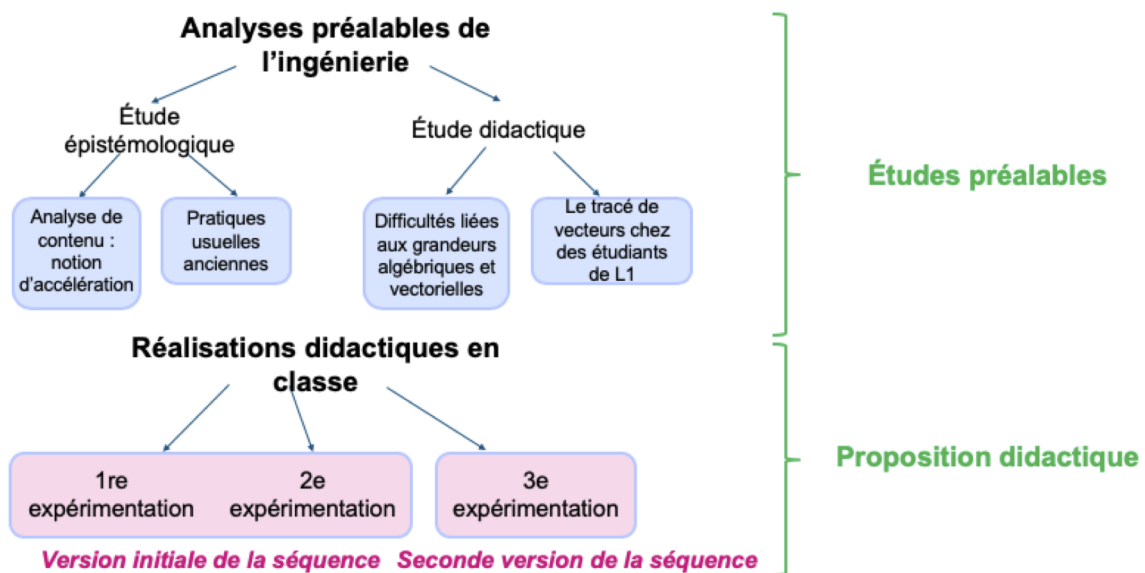 Analyses préalables de
l'ingénierie
Étude
épistémologique
Étude didactique
Analyse de
contenu :
notion
d'accélération
Pratiques
usuelles
anciennes
Difficultés liées
aux grandeurs
algébriques et
vectorielles
Le tracé de
vecteurs chez
des étudiants
de L1
Études préalables
Réalisations didactiques en
classe
1re
expérimentation
2e
expérimentation
3e
expérimentation
Version initiale de la séquence
Seconde version de la séquence
Proposition didactique